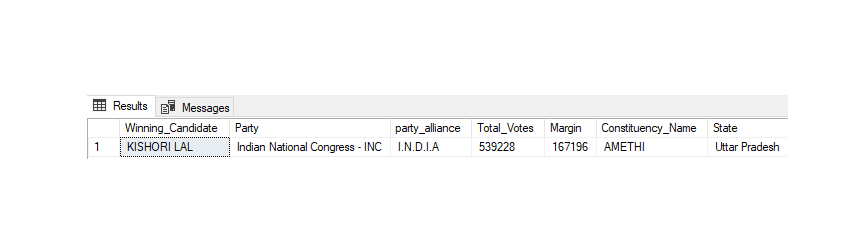 Results Messages
Winning_Candidate Party party_alliance Total_Votes Margin Constituency_Name State
1 KISHORI LAL Indian National Congress - INC I.N.D.I.A 539228 167196 AMETHI Uttar Pradesh